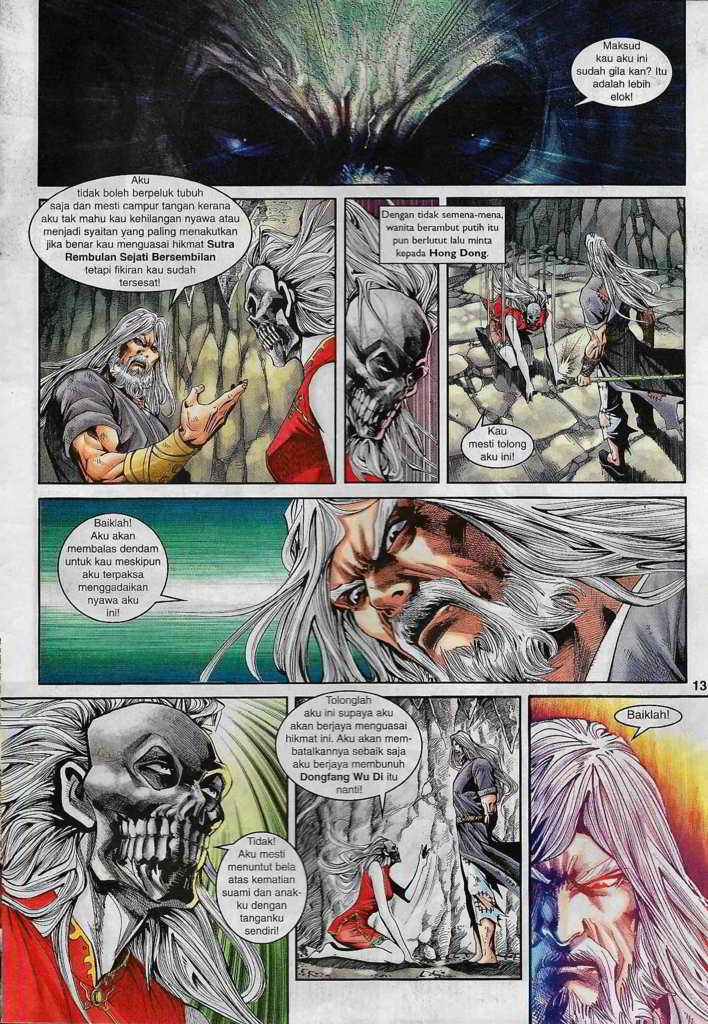 Maksud
kau aku ini
sudah gila kan? Itu
adalah lebih
elok!
Aku
tidak boleh berpeluk tubuh
saja dan mesti campur tangan kerana
aku tak mahu kau kehilangan nyawa atau
menjadi syaitan yang paling menakutkan
jika benar kau menguasai hikmat Sutra
Rembulan Sejati Bersembilan
tetapi fikiran kau sudah
tersesat!
Dengan tidak semena-mena,
wanita berambut putih itu
pun berlutut lalu minta
kepada Hong Dong.
Kau
mesti tolong
aku ini!
Baiklah!
Aku akan
membalas dendam
untuk kau meskipun
aku terpaksa
menggadaikan
nyawa aku
ini!
13
Tidak!
Aku mesti
menuntut bela
atas kematian
suami dan anak-
ku dengan
tanganku
sendiri!
Tolonglah
aku ini supaya aku
akan berjaya menguasai
hikmat ini. Aku akan mem-
batalkannya sebaik saja
aku berjaya membunuh
Dongfang Wu Di itu
nanti!
Baiklah!